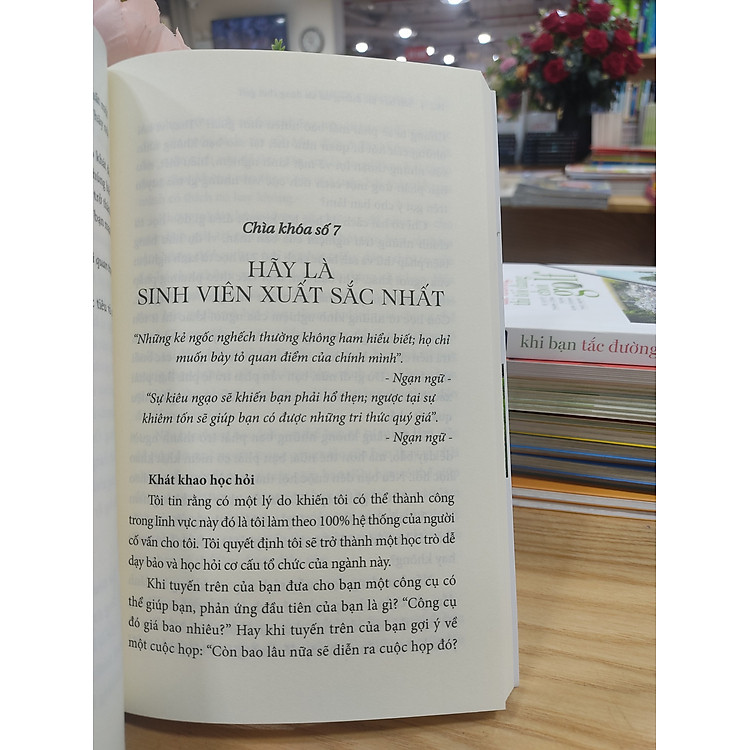 Chìa khóa số 7
HÃY LÀ
SINH VIÊN XUẤT SẮC NHẤT
“Những kẻ ngốc nghếch thường không ham hiểu biết; họ chỉ
muốn bày tỏ quan điểm của chính mình”.
- Ngạn ngữ -
“Sự kiêu ngạo sẽ khiến bạn phải hổ thẹn; ngược tại sự
khiêm tốn sẽ giúp bạn có được những tri thức quý giá”.
- Ngạn ngữ -
Khát khao học hỏi
Tôi tin rằng có một lý do khiến tôi có thể thành công
trong lĩnh vực này đó là tôi làm theo 100% hệ thống của người
cố vấn cho tôi. Tôi quyết định tôi sẽ trở thành một học trò dễ
dạy bảo và học hỏi cơ cấu tổ chức của ngành này.
Khi tuyến trên của bạn đưa cho bạn một công cụ có
thể giúp bạn, phản ứng đầu tiên của bạn là gì? “Công cụ
đó giá bao nhiêu?” Hay khi tuyến trên của bạn gợi ý về
một cuộc họp: “Còn bao lâu nữa sẽ diễn ra cuộc họp đó?
khi bạn tắc đường